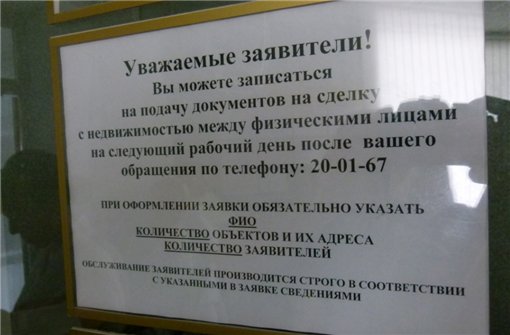 Уважаемые заявители!
Вы можете записаться
на подачу документов на сделку
с недвижимостью между физическими лицами
на следующий рабочий день после вашего
обращения по телефону: 20-01-67
ПРИ ОФОРМЛЕНИИ ЗАЯВКИ ОБЯЗАТЕЛЬНО УКАЗАТЬ
ФИО
КОЛИЧЕСТВО ОБЪЕКТОВ И ИХ АДРЕСА
КОЛИЧЕСТВО ЗАЯВИТЕЛЕЙ
ОБСЛУЖИВАНИЕ ЗАЯВИТЕЛЕЙ ПРОИЗВОДИТСЯ СТРОГО В СООТВЕТСТВИИ
С УКАЗАННЫМИ В ЗАЯВКЕ СВЕДЕНИЯМИ